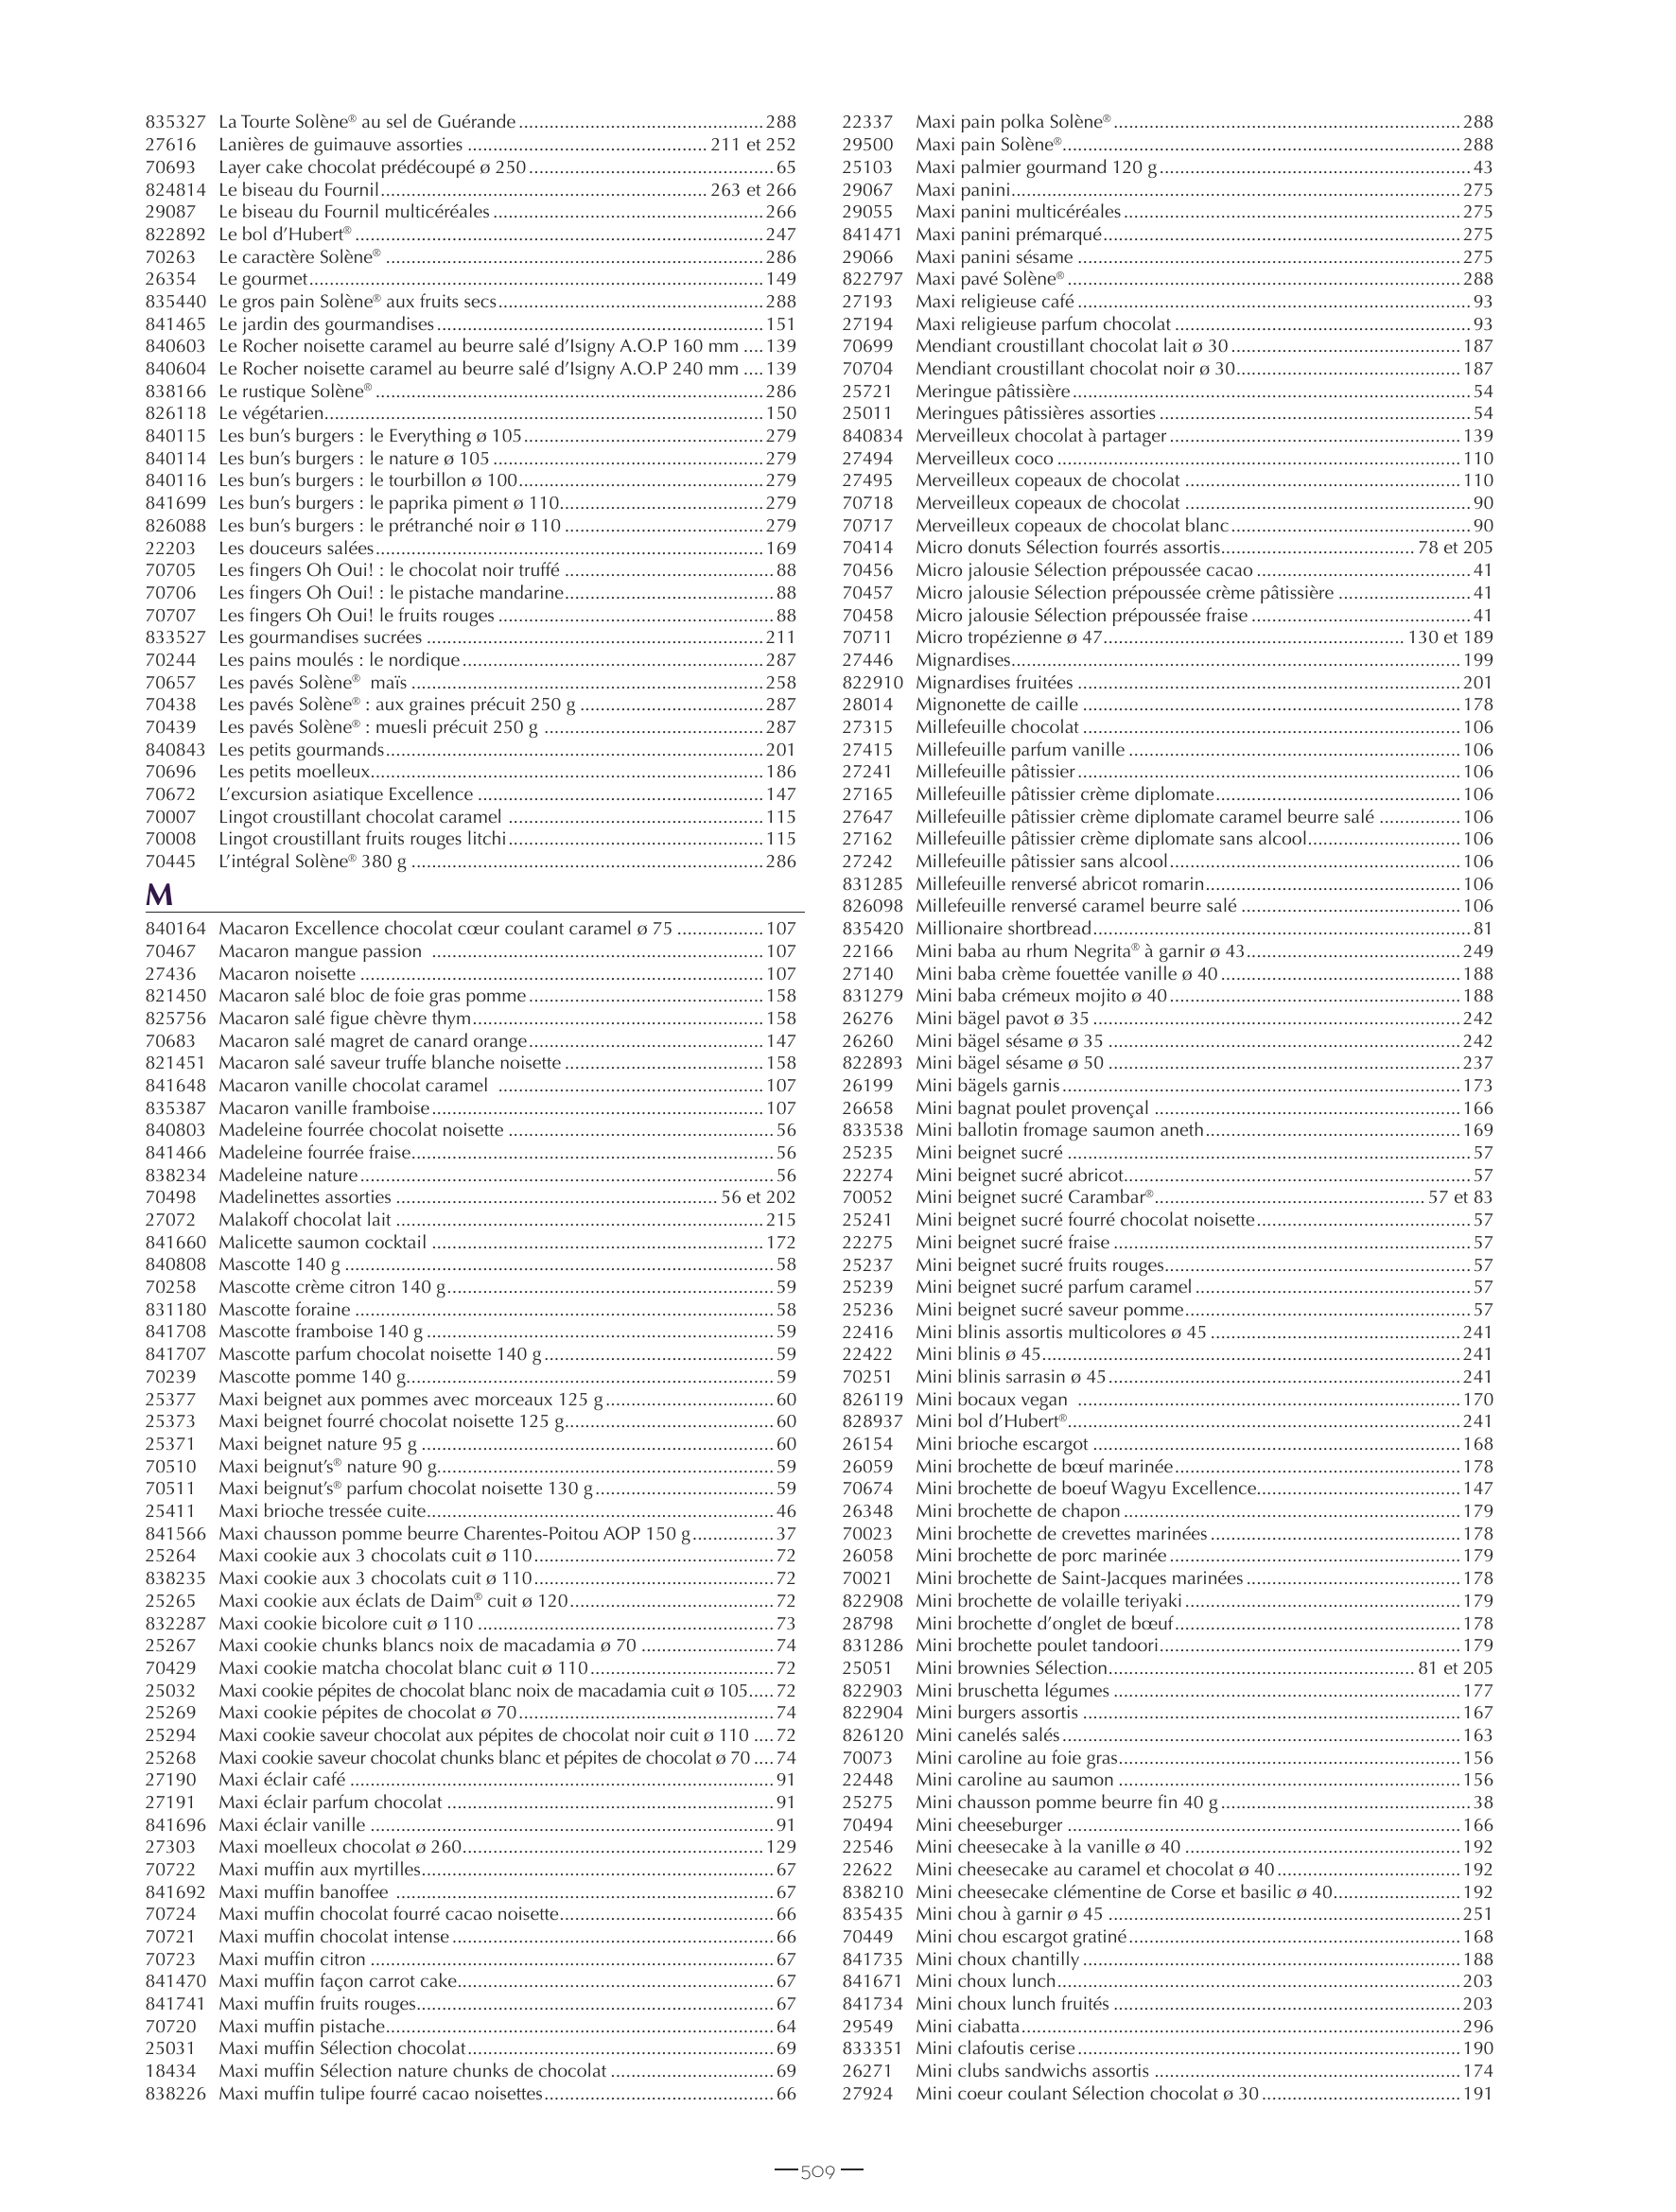 835327 La Tourte Solène® au sel de Guérande................................................288
27616 Lanières de guimauve assorties ............................................... 211 et 252
70693 Layer cake chocolat prédécoupé ø 250................................................65
824814 Le biseau du Fournil................................................................ 263 et 266
29087 Le biseau du Fournil multicéréales .....................................................266
822892 Le bol d’Hubert® ................................................................................247
70263 Le caractère Solène® ..........................................................................286
26354 Le gourmet.........................................................................................149
835440 Le gros pain Solène® aux fruits secs....................................................288
841465 Le jardin des gourmandises................................................................151
840603 Le Rocher noisette caramel au beurre salé d’Isigny A.O.P 160 mm ....139
840604 Le Rocher noisette caramel au beurre salé d’Isigny A.O.P 240 mm ....139
838166 Le rustique Solène® ............................................................................286
826118 Le végétarien......................................................................................150
840115 Les bun’s burgers : le Everything ø 105...............................................279
840114 Les bun’s burgers : le nature ø 105 .....................................................279
840116 Les bun’s burgers : le tourbillon ø 100................................................279
841699 Les bun’s burgers : le paprika piment ø 110........................................279
826088 Les bun’s burgers : le prétranché noir ø 110 .......................................279
22203 Les douceurs salées............................................................................169
70705 Les fingers Oh Oui! : le chocolat noir truffé .........................................88
70706 Les fingers Oh Oui! : le pistache mandarine.........................................88
70707 Les fingers Oh Oui! le fruits rouges ......................................................88
833527 Les gourmandises sucrées ..................................................................211
70244 Les pains moulés : le nordique...........................................................287
70657 Les pavés Solène® maïs .....................................................................258
70438 Les pavés Solène® : aux graines précuit 250 g ....................................287
70439 Les pavés Solène® : muesli précuit 250 g ...........................................287
840843 Les petits gourmands..........................................................................201
70696 Les petits moelleux.............................................................................186
70672 L’excursion asiatique Excellence ........................................................147
70007 Lingot croustillant chocolat caramel ..................................................115
70008 Lingot croustillant fruits rouges litchi..................................................115
70445 L’intégral Solène® 380 g .....................................................................286
M
840164 Macaron Excellence chocolat cœur coulant caramel ø 75 .................107
70467 Macaron mangue passion .................................................................107
27436 Macaron noisette ...............................................................................107
821450 Macaron salé bloc de foie gras pomme..............................................158
825756 Macaron salé figue chèvre thym.........................................................158
70683 Macaron salé magret de canard orange..............................................147
821451 Macaron salé saveur truffe blanche noisette .......................................158
841648 Macaron vanille chocolat caramel ....................................................107
835387 Macaron vanille framboise.................................................................107
840803 Madeleine fourrée chocolat noisette ....................................................56
841466 Madeleine fourrée fraise.......................................................................56
838234 Madeleine nature.................................................................................56
70498 Madelinettes assorties ............................................................... 56 et 202
27072 Malakoff chocolat lait ........................................................................215
841660 Malicette saumon cocktail .................................................................172
840808 Mascotte 140 g ....................................................................................58
70258 Mascotte crème citron 140 g................................................................59
831180 Mascotte foraine ..................................................................................58
841708 Mascotte framboise 140 g ....................................................................59
841707 Mascotte parfum chocolat noisette 140 g.............................................59
70239 Mascotte pomme 140 g........................................................................59
25377 Maxi beignet aux pommes avec morceaux 125 g.................................60
25373 Maxi beignet fourré chocolat noisette 125 g.........................................60
25371 Maxi beignet nature 95 g .....................................................................60
70510 Maxi beignut’s® nature 90 g..................................................................59
70511 Maxi beignut’s® parfum chocolat noisette 130 g...................................59
25411 Maxi brioche tressée cuite....................................................................46
841566 Maxi chausson pomme beurre Charentes-Poitou AOP 150 g................37
25264 Maxi cookie aux 3 chocolats cuit ø 110...............................................72
838235 Maxi cookie aux 3 chocolats cuit ø 110...............................................72
25265 Maxi cookie aux éclats de Daim® cuit ø 120........................................72
832287 Maxi cookie bicolore cuit ø 110 ..........................................................73
25267 Maxi cookie chunks blancs noix de macadamia ø 70 ..........................74
70429 Maxi cookie matcha chocolat blanc cuit ø 110....................................72
25032 Maxi cookie pépites de chocolat blanc noix de macadamia cuit ø 105.....72
25269 Maxi cookie pépites de chocolat ø 70..................................................74
25294 Maxi cookie saveur chocolat aux pépites de chocolat noir cuit ø 110 ....72
25268 Maxi cookie saveur chocolat chunks blanc et pépites de chocolat ø 70 ....74
27190 Maxi éclair café ...................................................................................91
27191 Maxi éclair parfum chocolat ................................................................91
841696 Maxi éclair vanille ...............................................................................91
27303 Maxi moelleux chocolat ø 260...........................................................129
70722 Maxi muffin aux myrtilles.....................................................................67
841692 Maxi muffin banoffee ..........................................................................67
70724 Maxi muffin chocolat fourré cacao noisette..........................................66
70721 Maxi muffin chocolat intense...............................................................66
70723 Maxi muffin citron ...............................................................................67
841470 Maxi muffin façon carrot cake..............................................................67
841741 Maxi muffin fruits rouges......................................................................67
70720 Maxi muffin pistache............................................................................64
25031 Maxi muffin Sélection chocolat............................................................69
18434 Maxi muffin Sélection nature chunks de chocolat ................................69
838226 Maxi muffin tulipe fourré cacao noisettes.............................................66
22337 Maxi pain polka Solène®....................................................................288
29500 Maxi pain Solène®..............................................................................288
25103 Maxi palmier gourmand 120 g.............................................................43
29067 Maxi panini........................................................................................275
29055 Maxi panini multicéréales..................................................................275
841471 Maxi panini prémarqué......................................................................275
29066 Maxi panini sésame ...........................................................................275
822797 Maxi pavé Solène® .............................................................................288
27193 Maxi religieuse café.............................................................................93
27194 Maxi religieuse parfum chocolat ..........................................................93
70699 Mendiant croustillant chocolat lait ø 30.............................................187
70704 Mendiant croustillant chocolat noir ø 30............................................187
25721 Meringue pâtissière..............................................................................54
25011 Meringues pâtissières assorties .............................................................54
840834 Merveilleux chocolat à partager.........................................................139
27494 Merveilleux coco ...............................................................................110
27495 Merveilleux copeaux de chocolat ......................................................110
70718 Merveilleux copeaux de chocolat ........................................................90
70717 Merveilleux copeaux de chocolat blanc...............................................90
70414 Micro donuts Sélection fourrés assortis...................................... 78 et 205
70456 Micro jalousie Sélection prépoussée cacao ..........................................41
70457 Micro jalousie Sélection prépoussée crème pâtissière ..........................41
70458 Micro jalousie Sélection prépoussée fraise...........................................41
70711 Micro tropézienne ø 47........................................................... 130 et 189
27446 Mignardises........................................................................................199
822910 Mignardises fruitées ...........................................................................201
28014 Mignonette de caille ..........................................................................178
27315 Millefeuille chocolat ..........................................................................106
27415 Millefeuille parfum vanille .................................................................106
27241 Millefeuille pâtissier...........................................................................106
27165 Millefeuille pâtissier crème diplomate................................................106
27647 Millefeuille pâtissier crème diplomate caramel beurre salé ................106
27162 Millefeuille pâtissier crème diplomate sans alcool..............................106
27242 Millefeuille pâtissier sans alcool.........................................................106
831285 Millefeuille renversé abricot romarin..................................................106
826098 Millefeuille renversé caramel beurre salé ...........................................106
835420 Millionaire shortbread..........................................................................81
22166 Mini baba au rhum Negrita® à garnir ø 43..........................................249
27140 Mini baba crème fouettée vanille ø 40...............................................188
831279 Mini baba crémeux mojito ø 40.........................................................188
26276 Mini bägel pavot ø 35 ........................................................................242
26260 Mini bägel sésame ø 35 .....................................................................242
822893 Mini bägel sésame ø 50 .....................................................................237
26199 Mini bägels garnis..............................................................................173
26658 Mini bagnat poulet provençal ............................................................166
833538 Mini ballotin fromage saumon aneth..................................................169
25235 Mini beignet sucré ...............................................................................57
22274 Mini beignet sucré abricot....................................................................57
70052 Mini beignet sucré Carambar®..................................................... 57 et 83
25241 Mini beignet sucré fourré chocolat noisette..........................................57
22275 Mini beignet sucré fraise ......................................................................57
25237 Mini beignet sucré fruits rouges............................................................57
25239 Mini beignet sucré parfum caramel......................................................57
25236 Mini beignet sucré saveur pomme........................................................57
22416 Mini blinis assortis multicolores ø 45 .................................................241
22422 Mini blinis ø 45..................................................................................241
70251 Mini blinis sarrasin ø 45.....................................................................241
826119 Mini bocaux vegan ...........................................................................170
828937 Mini bol d’Hubert®.............................................................................241
26154 Mini brioche escargot ........................................................................168
26059 Mini brochette de bœuf marinée........................................................178
70674 Mini brochette de boeuf Wagyu Excellence........................................147
26348 Mini brochette de chapon..................................................................179
70023 Mini brochette de crevettes marinées .................................................178
26058 Mini brochette de porc marinée.........................................................179
70021 Mini brochette de Saint-Jacques marinées ..........................................178
822908 Mini brochette de volaille teriyaki......................................................179
28798 Mini brochette d’onglet de bœuf........................................................178
831286 Mini brochette poulet tandoori...........................................................179
25051 Mini brownies Sélection............................................................ 81 et 205
822903 Mini bruschetta légumes ....................................................................177
822904 Mini burgers assortis ..........................................................................167
826120 Mini canelés salés..............................................................................163
70073 Mini caroline au foie gras...................................................................156
22448 Mini caroline au saumon ...................................................................156
25275 Mini chausson pomme beurre fin 40 g.................................................38
70494 Mini cheeseburger .............................................................................166
22546 Mini cheesecake à la vanille ø 40 ......................................................192
22622 Mini cheesecake au caramel et chocolat ø 40....................................192
838210 Mini cheesecake clémentine de Corse et basilic ø 40.........................192
835435 Mini chou à garnir ø 45 .....................................................................251
70449 Mini chou escargot gratiné.................................................................168
841735 Mini choux chantilly..........................................................................188
841671 Mini choux lunch...............................................................................203
841734 Mini choux lunch fruités ....................................................................203
29549 Mini ciabatta......................................................................................296
833351 Mini clafoutis cerise...........................................................................190
26271 Mini clubs sandwichs assortis ............................................................174
27924 Mini coeur coulant Sélection chocolat ø 30.......................................191
509